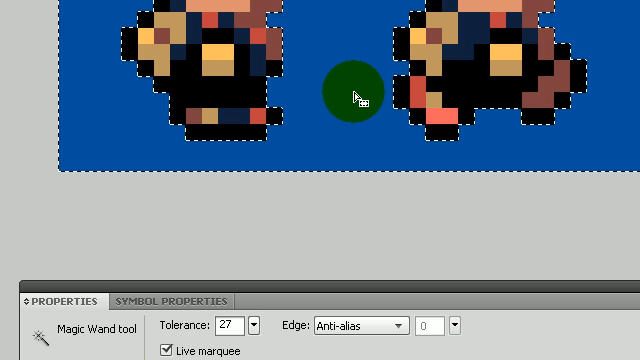 PROPERTIES SYMBOL PROPERTIES
Magic Wand tool Tolerance: 27 Edge: Anti-alias 0
Live marquee